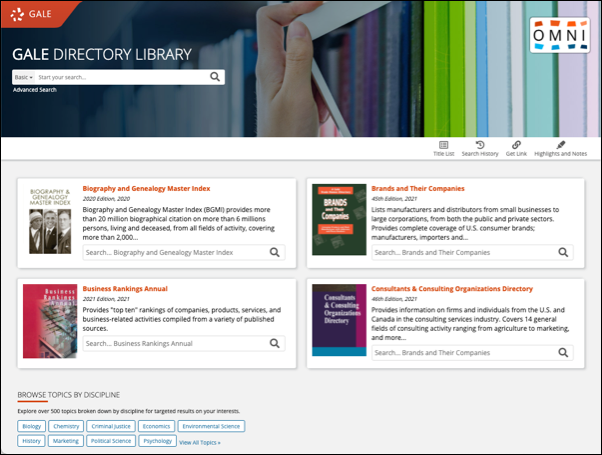 GALE
OMNI
GALE DIRECTORY LIBRARY
Basic Start your search...
Advanced Search
Title List Search History Get Link Highlights and Notes
BIOGRAPHY &
GENEALOGY
MASTER INDEX
Biography and Genealogy Master Index
2020 Edition, 2020
Biography and Genealogy Master Index (BGMI) provides more
than 20 million biographical citation on more than 6 millions
persons, living and deceased, from all fields of activity, covering
more than 2,000...
Search... Biography and Genealogy Master Index
BRANDS
and Their
Companies
Brands and Their Companies
45th Edition, 2021
Lists manufacturers and distributors from small businesses to
large corporations, from both the public and private sectors.
Provides complete coverage of U.S. consumer brands;
manufacturers, importers and...
Search... Brands and Their Companies
Business
Rankings
Annual
Business Rankings Annual
2021 Edition, 2021
Provides "top ten" rankings of companies, products, services, and
business-related activities compiled from a variety of published
sources.
Search... Business Rankings Annual
Consultants &
Consulting
Organizations
Directory
Consultants & Consulting Organizations Directory
46th Edition, 2021
Provides information on firms and individuals from the U.S. and
Canada in the consulting services industry. Covers 14 general
fields of consulting activity ranging from agriculture to marketing,
and more...
Search... Brands and Their Companies
BROWSE TOPICS BY DISCIPLINE
Explore over 500 topics broken down by discipline for targeted results on your interests.
Biology Chemistry Criminal Justice Economics Environmental Science
History Marketing Political Science Psychology View All Topics »